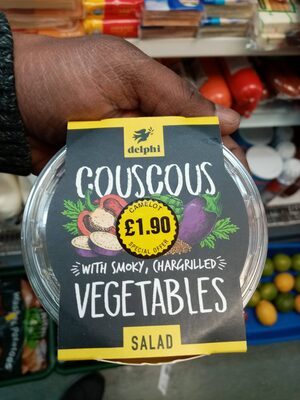 delphi
COUSCOUS
CAMELOT
£1.90
SPECIAL OFFER
WITH SMOKY, CHARGRILLED
VEGETABLES
SALAD